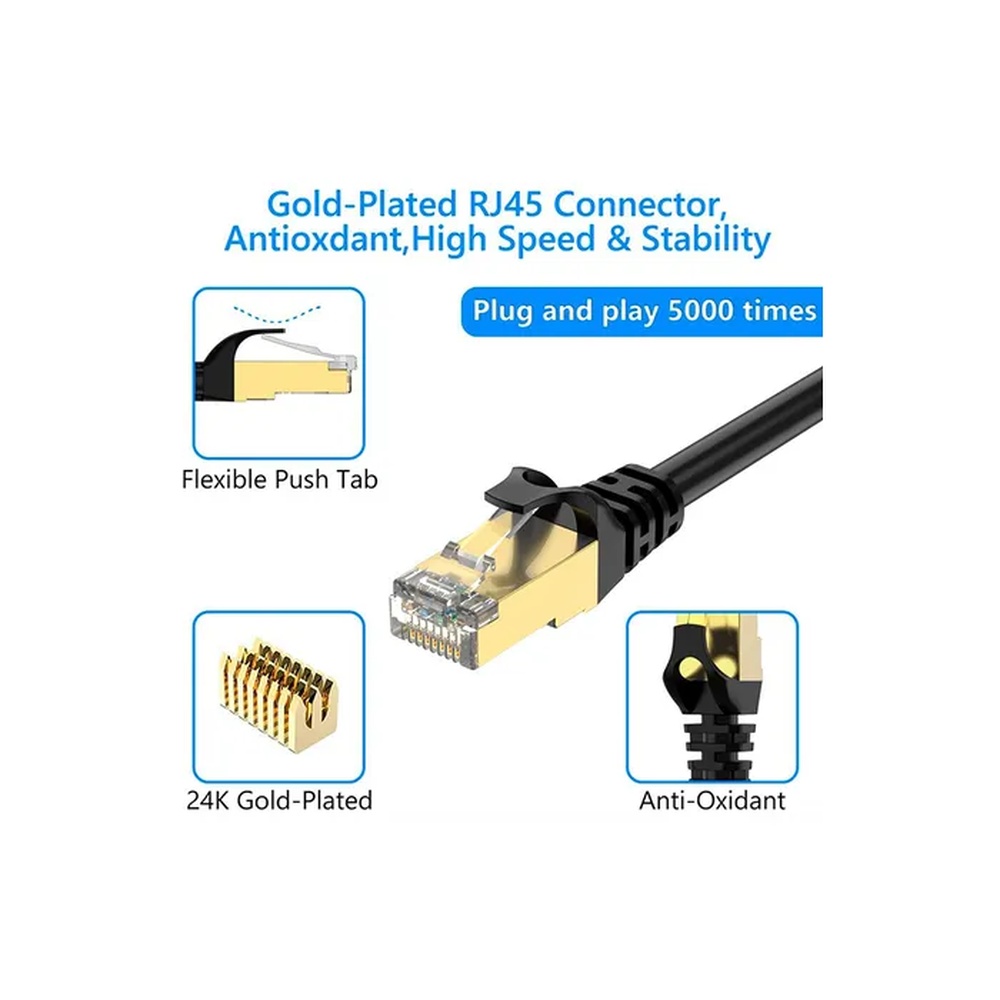 Gold-Plated RJ45 Connector,
Antioxdant,High Speed & Stability
Plug and play 5000 times
Flexible Push Tab
24K Gold-Plated
Anti-Oxidant